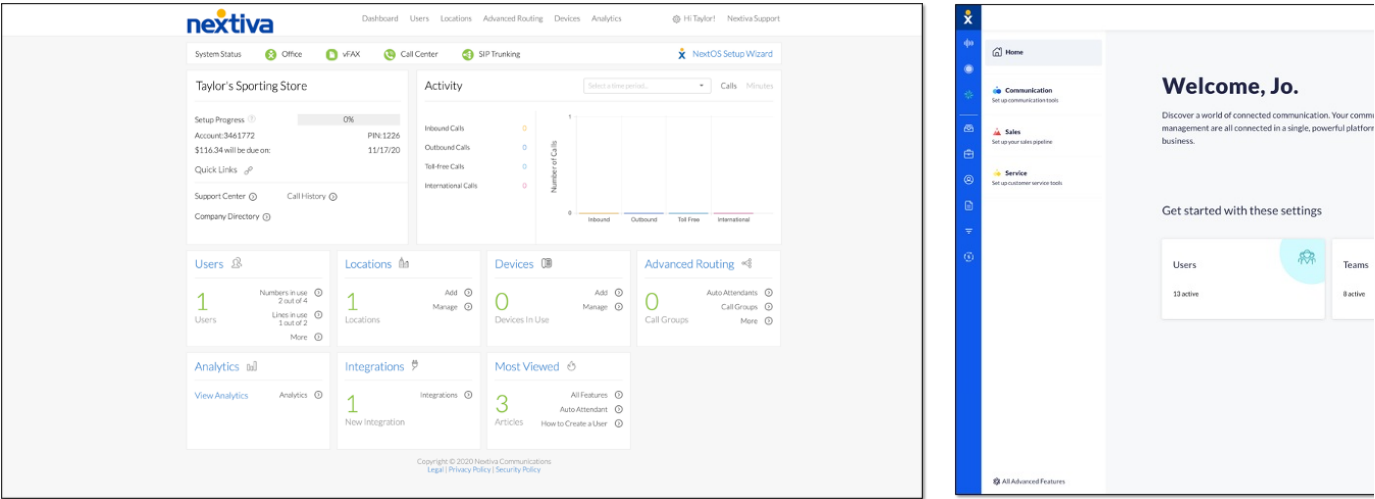 nextiva
Dashboard Users Locations Advanced Routing Devices Analytics Hi Taylor! Nextiva Support
System Status Office vFAX Call Center SIP Trunking NextOS Setup Wizard
Taylor's Sporting Store
Setup Progress 0%
Account:3461772 PIN:1226
$116.34 will be due on: 11/17/20
Quick Links
Support Center Call History
Company Directory
Activity Select a time period... Calls Minutes
Inbound Calls 0
Outbound Calls 0
Toll-free Calls 0
International Calls 0
Number of Calls
1
0
Inbound Outbound Toll Free International
Users
1
Users
Numbers in use
2 out of 4
Lines in use
1 out of 2
More
Locations
1
Locations
Add
Manage
Devices
0
Devices In Use
Add
Manage
Advanced Routing
0
Call Groups
Auto Attendants
Call Groups
More
Analytics
View Analytics Analytics
Integrations
1
New Integration
Integrations
Most Viewed
3
Articles
All Features
Auto Attendant
How to Create a User
Copyright © 2020 Nextiva Communications
Legal | Privacy Policy | Security Policy
Home
Communication
Set up communication tools
Sales
Set up your sales pipeline
Service
Set up customer service tools
All Advanced Features
Welcome, Jo.
Discover a world of connected communication. Your commu
management are all connected in a single, powerful platform
business.
Get started with these settings
Users
13 active
Teams
8 active